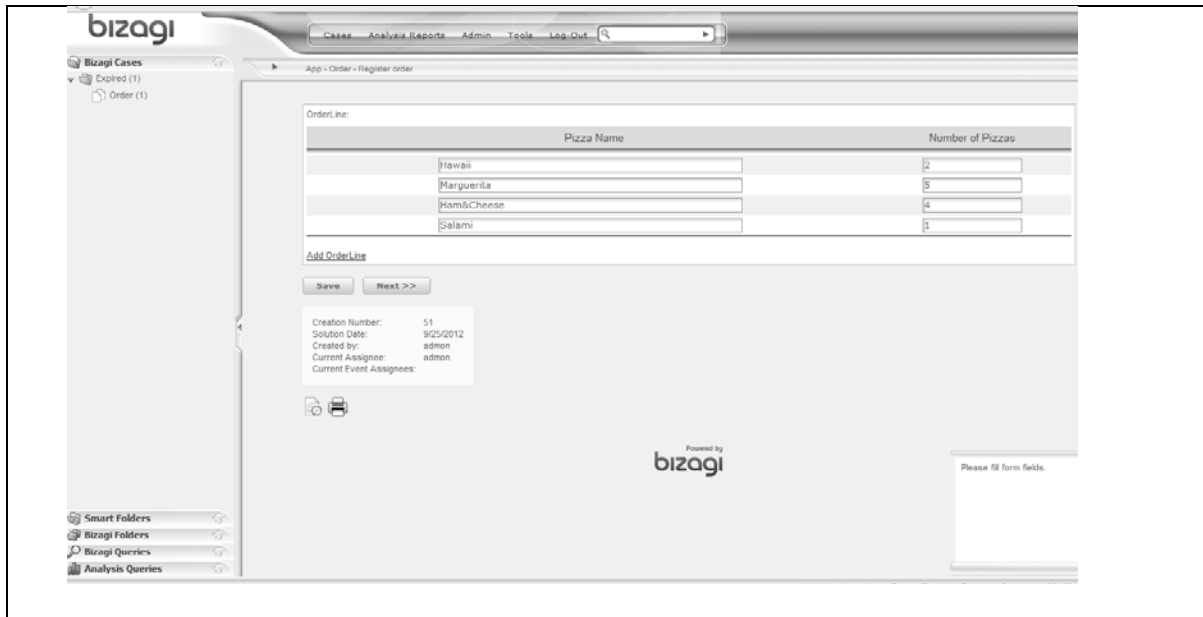 bizagi
Cases Analysis Reports Admin Tools Log-Out
Bizagi Cases
Expired (1)
Order (1)
App - Order - Register order
OrderLine:
Pizza Name Number of Pizzas
Hawaii 2
Marguerita 5
Ham&Cheese 4
Salami 1
Add OrderLine
Save Next >>
Creation Number: 51
Solution Date: 9/25/2012
Created by: admon
Current Assignee: admon
Current Event Assignees:
Powered by
bizagi
Please fill form fields.
Smart Folders
Bizagi Folders
Bizagi Queries
Analysis Queries